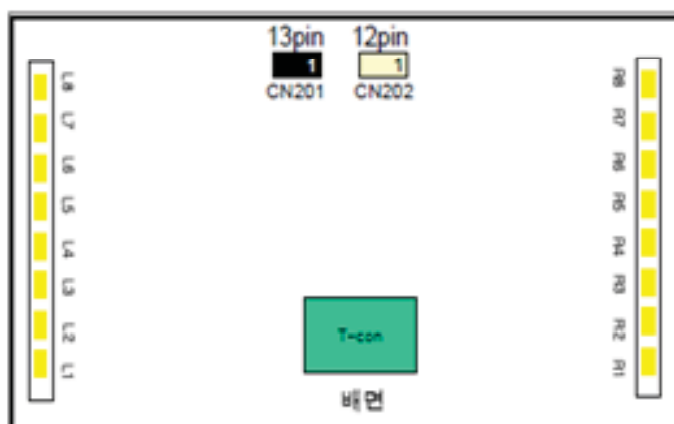 13pin 12pin
1 1
CN201 CN202
L8 R8
L7 R7
L6 R6
L5 R5
L4 R4
L3 R3
L2 R2
L1 R1
T-con
배면